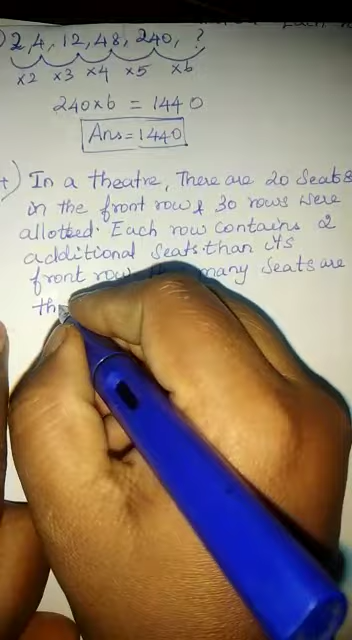 2, 4, 12, 48, 240, ?
x2 x3 x4 x5 x6
240x6 = 1440
Ans = 1440
In a theatre, There are 20 Seats
in the front row & 30 rows were
allotted. Each row contains 2
additional seats than its
front row. many seats are
th